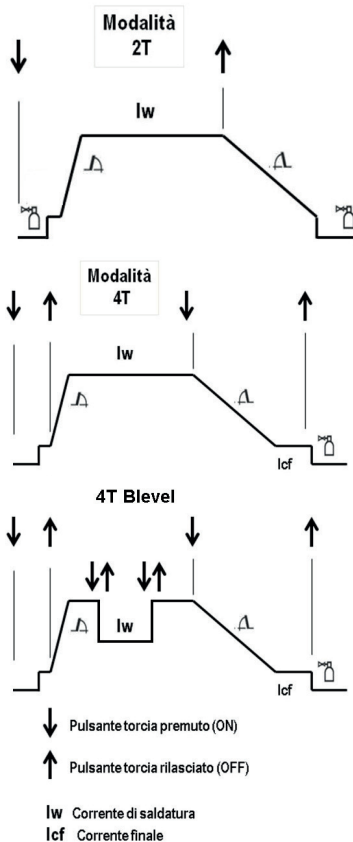 Modalità
2T
Iw
Modalità
4T
Iw
Icf
4T Blevel
Iw
Icf
Pulsante torcia premuto (ON)
Pulsante torcia rilasciato (OFF)
Iw Corrente di saldatura
Icf Corrente finale